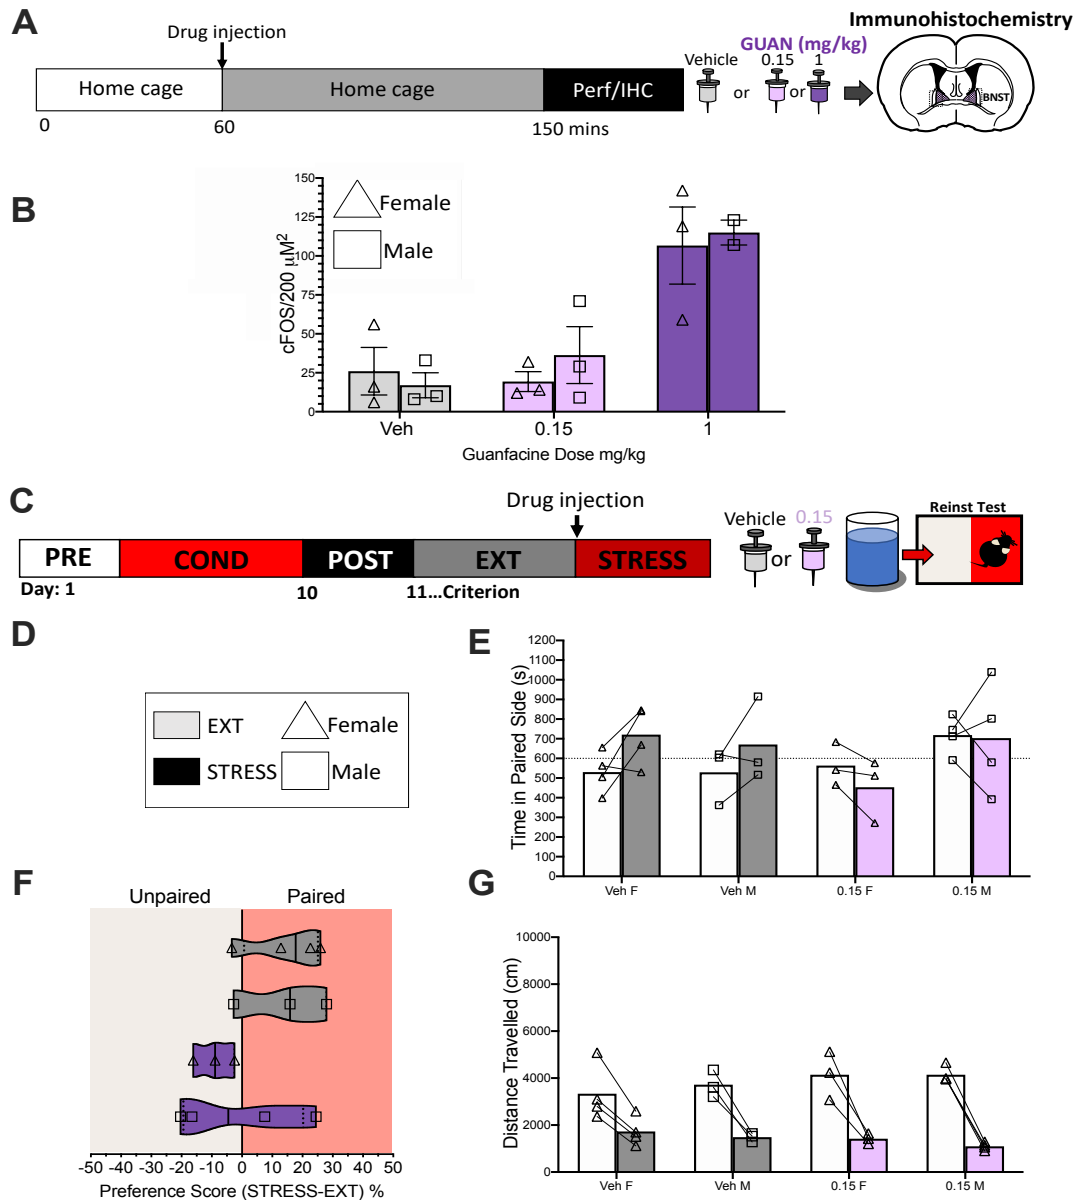 A
Drug injection
Home cage
Home cage
Perf/IHC
0
60
150 mins
GUAN (mg/kg)
Vehicle
0.15
1
or
or
Immunohistochemistry
BNST
B
Female
Male
cFOS/200 μM2
150
125
100
75
50
25
0
Veh
0.15
1
Guanfacine Dose mg/kg
C
Drug injection
PRE
COND
POST
EXT
STRESS
Day: 1
10
11...Criterion
Vehicle
0.15
or
Reinst Test
D
EXT
Female
STRESS
Male
E
Time in Paired Side (s)
1200
1100
1000
900
800
700
600
500
400
300
200
100
0
Veh F
Veh M
0.15 F
0.15 M
F
Unpaired
Paired
-50 -40 -30 -20 -10 0 10 20 30 40 50
Preference Score (STRESS-EXT) %
G
Distance Travelled (cm)
10000
8000
6000
4000
2000
0
Veh F
Veh M
0.15 F
0.15 M